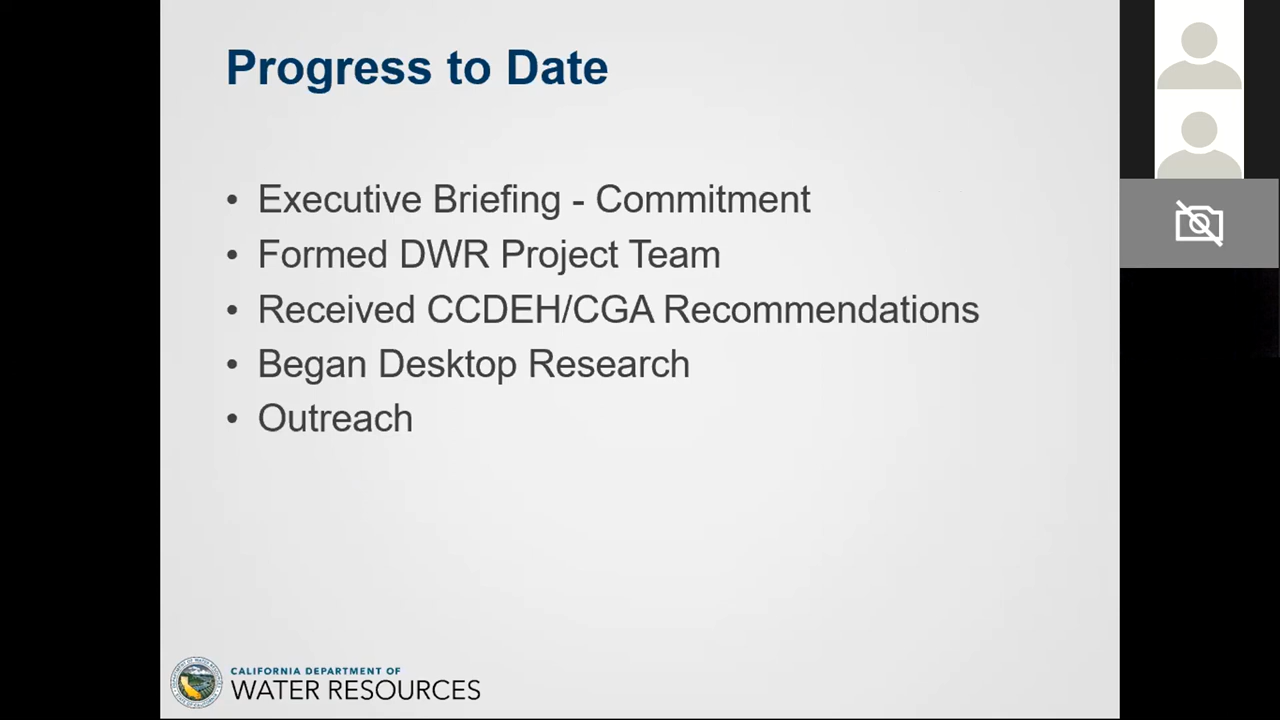 Progress to Date
• Executive Briefing - Commitment
• Formed DWR Project Team
• Received CCDEH/CGA Recommendations
• Began Desktop Research
• Outreach
CALIFORNIA DEPARTMENT OF
WATER RESOURCES